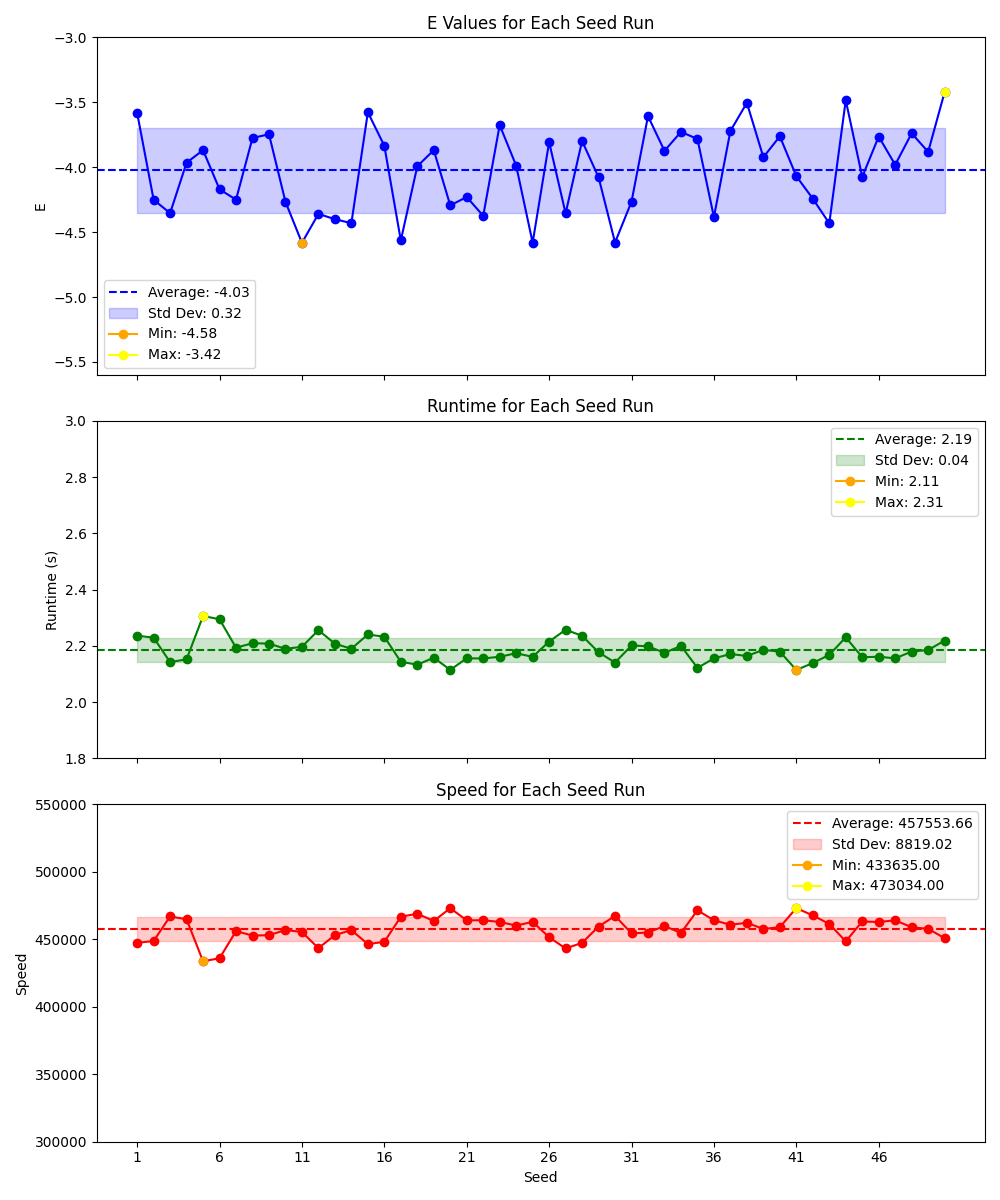 E Values for Each Seed Run
−3.0
−3.5
−4.0
−4.5
−5.0
−5.5
E
Average: -4.03
Std Dev: 0.32
Min: -4.58
Max: -3.42
Runtime for Each Seed Run
3.0
2.8
2.6
2.4
2.2
2.0
1.8
Runtime (s)
Average: 2.19
Std Dev: 0.04
Min: 2.11
Max: 2.31
Speed for Each Seed Run
550000
500000
450000
400000
350000
300000
Speed
Average: 457553.66
Std Dev: 8819.02
Min: 433635.00
Max: 473034.00
1 6 11 16 21 26 31 36 41 46
Seed